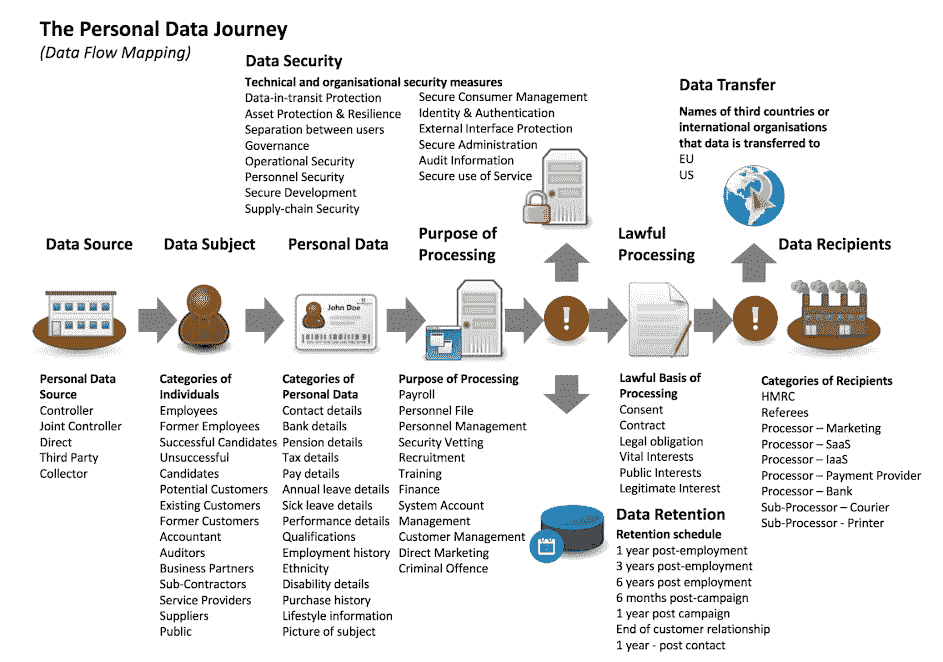 The Personal Data Journey
(Data Flow Mapping)
Data Security
Technical and organisational security measures
Data-in-transit Protection
Asset Protection & Resilience
Separation between users
Governance
Operational Security
Personnel Security
Secure Development
Supply-chain Security
Secure Consumer Management
Identity & Authentication
External Interface Protection
Secure Administration
Audit Information
Secure use of Service
Data Transfer
Names of third countries or
international organisations
that data is transferred to
EU
US
Data Source
Data Subject
Personal Data
Purpose of
Processing
Lawful
Processing
Data Recipients
John Doe
!
!
Personal Data
Source
Controller
Joint Controller
Direct
Third Party
Collector
Categories of
Individuals
Employees
Former Employees
Successful Candidates
Unsuccessful
Candidates
Potential Customers
Existing Customers
Former Customers
Accountant
Auditors
Business Partners
Sub-Contractors
Service Providers
Suppliers
Public
Categories of
Personal Data
Contact details
Bank details
Pension details
Tax details
Pay details
Annual leave details
Sick leave details
Performance details
Qualifications
Employment history
Ethnicity
Disability details
Purchase history
Lifestyle information
Picture of subject
Purpose of Processing
Payroll
Personnel File
Personnel Management
Security Vetting
Recruitment
Training
Finance
System Account
Management
Customer Management
Direct Marketing
Criminal Offence
Lawful Basis of
Processing
Consent
Contract
Legal obligation
Vital Interests
Public Interests
Legitimate Interest
Data Retention
Retention schedule
1 year post-employment
3 years post-employment
6 years post employment
6 months post-campaign
1 year post campaign
End of customer relationship
1 year - post contact
Categories of Recipients
HMRC
Referees
Processor – Marketing
Processor – SaaS
Processor – IaaS
Processor – Payment Provider
Processor – Bank
Sub-Processor – Courier
Sub-Processor - Printer